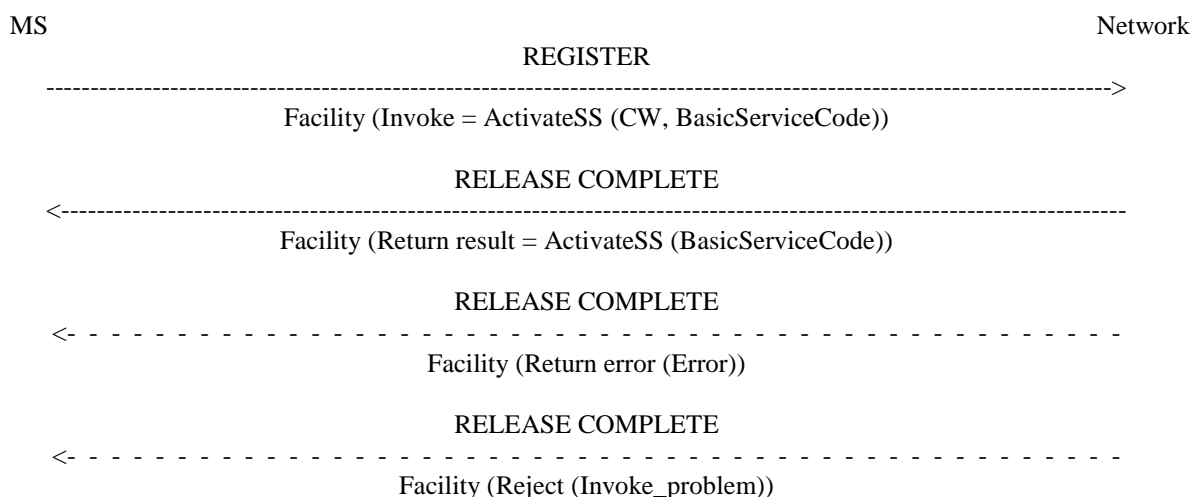 MS Network
REGISTER
Facility (Invoke = ActivateSS (CW, BasicServiceCode))
RELEASE COMPLETE
Facility (Return result = ActivateSS (BasicServiceCode))
RELEASE COMPLETE
Facility (Return error (Error))
RELEASE COMPLETE
Facility (Reject (Invoke_problem))